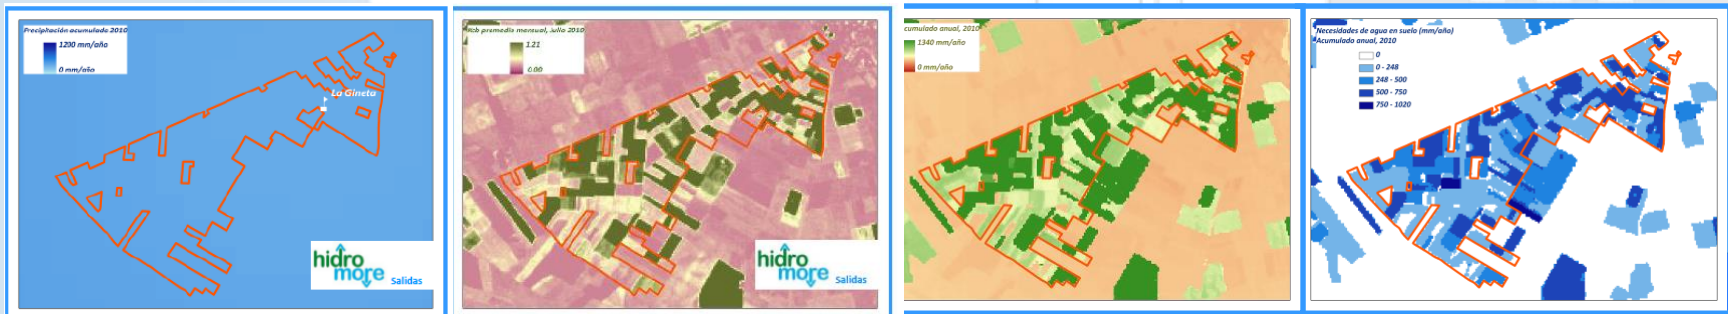 Precipitación acumulada 2010
1200 mm/año
0 mm/año
La Gineta
hidro
more
Salidas
Kcb promedio mensual, Julio 2010
1.21
0.00
hidro
more
Salidas
cumulado anual, 2010
1340 mm/año
0 mm/año
Necesidades de agua en suelo (mm/año)
Acumulado anual, 2010
0
0 - 248
248 - 500
500 - 750
750 - 1020